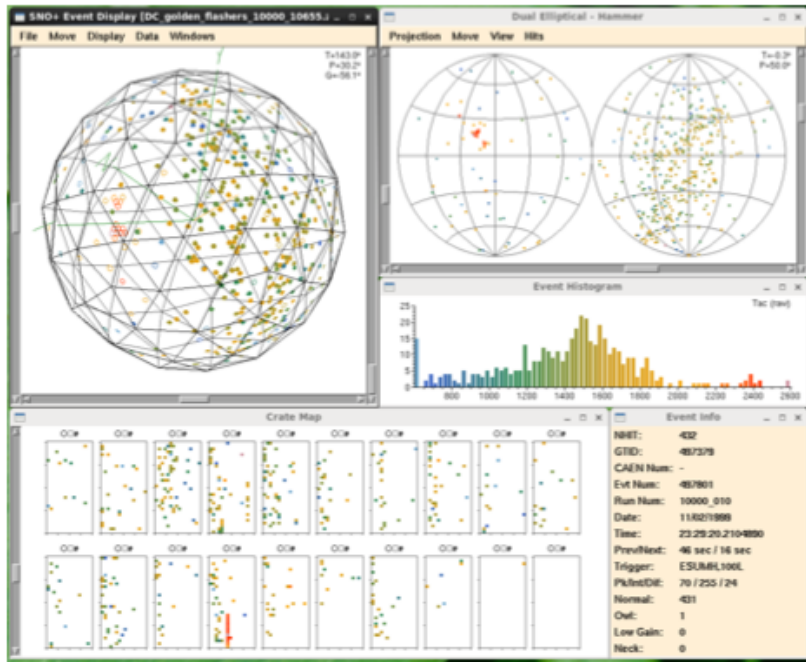 SNO+ Event Display [DC_golden_flashers_10000_10655.
File Move Display Data Windows
T=143.0°
P=30.2°
G=-56.1°
Dual Elliptical - Hammer
Projection Move View Hits
T=-0.3°
P=50.0°
Event Histogram
Tac (raw)
25
20
15
10
5
0
800 1000 1200 1400 1600 1800 2000 2200 2400 2600
Crate Map
Event Info
NHIT: 432
GTID: 497379
CAEN Num: -
Evt Num: 497801
Run Num: 10000_010
Date: 11/02/1999
Time: 23:29:20.2104890
Prev/Next: 46 sec / 16 sec
Trigger: ESUMH,100L
Pk/Int/Dif: 70 / 255 / 24
Normal: 431
Owl: 1
Low Gain: 0
Neck: 0